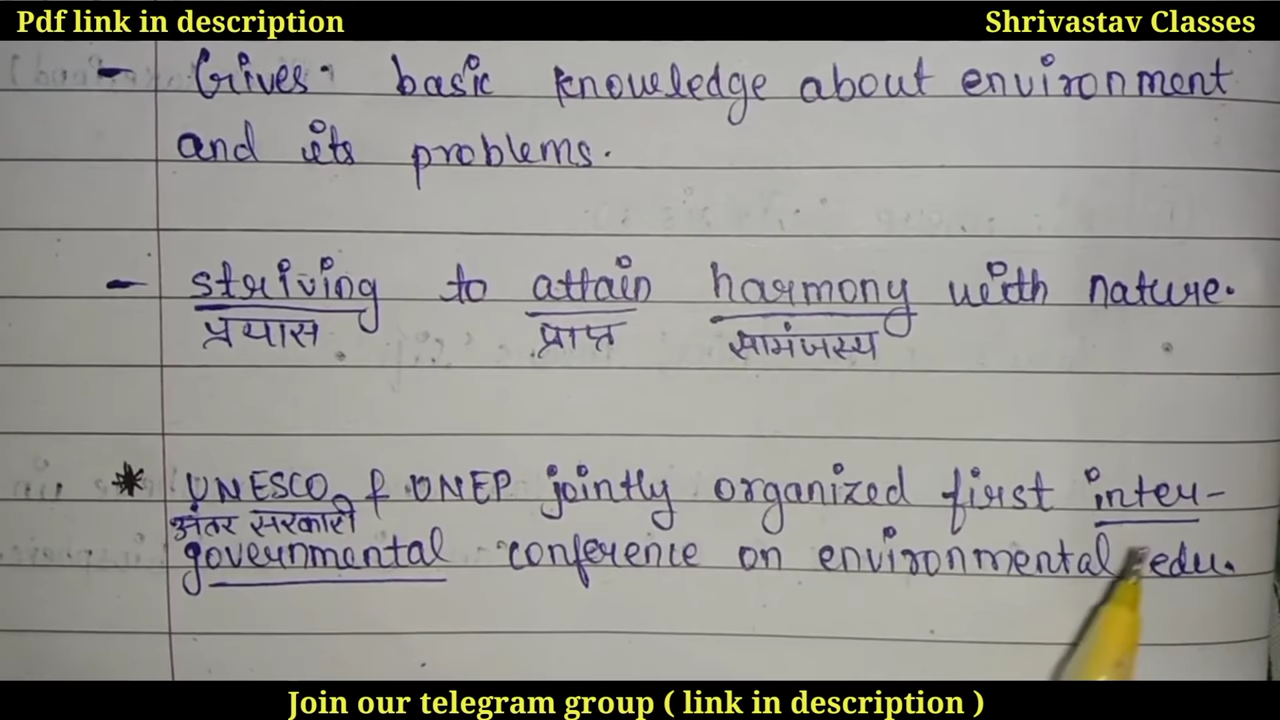 Pdf link in description
Shrivastav Classes
- Gives basic knowledge about environment
and its problems.
- striving to attain harmony with nature.
प्रयास प्राप्त सामंजस्य
* UNESCO & UNEP jointly organized first inter-
अंतर सरकारी
governmental conference on environmental edu.
Join our telegram group ( link in description )